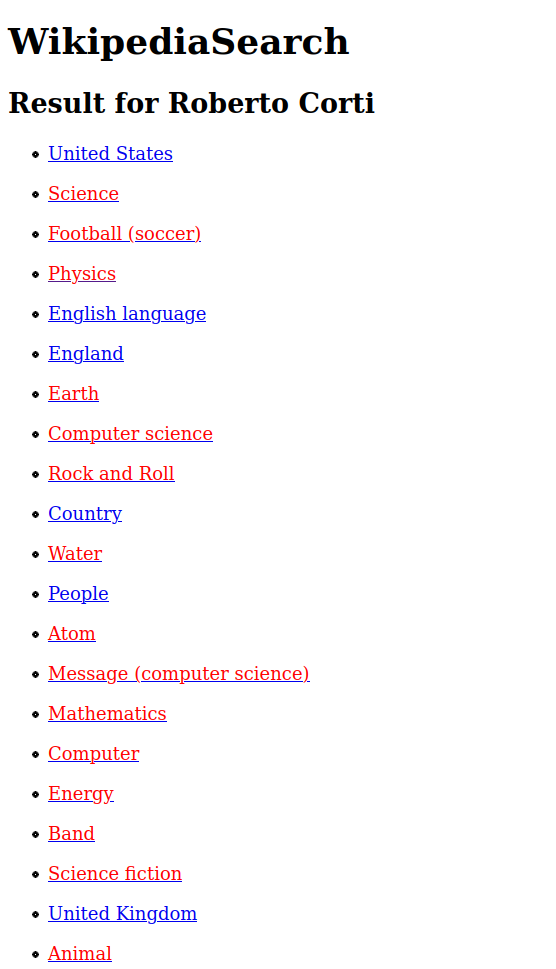 WikipediaSearch
Result for Roberto Corti
United States
Science
Football (soccer)
Physics
English language
England
Earth
Computer science
Rock and Roll
Country
Water
People
Atom
Message (computer science)
Mathematics
Computer
Energy
Band
Science fiction
United Kingdom
Animal